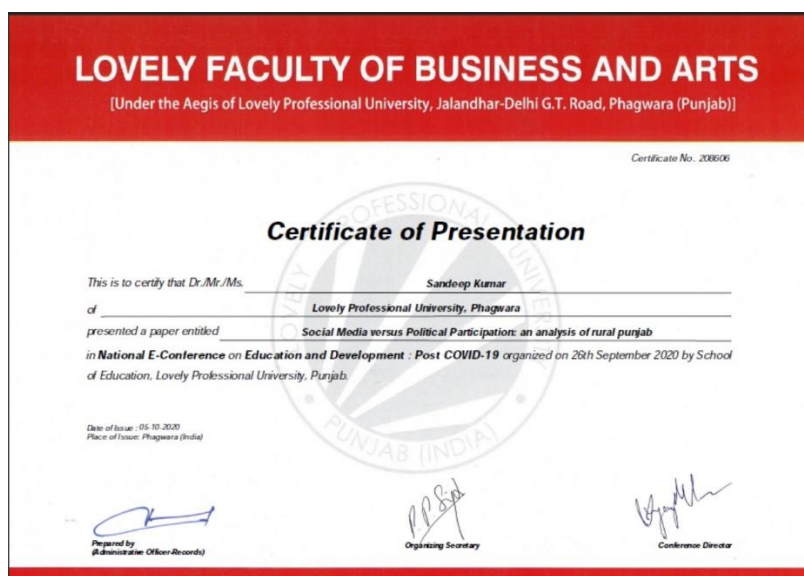 LOVELY FACULTY OF BUSINESS AND ARTS
[Under the Aegis of Lovely Professional University, Jalandhar-Delhi G.T. Road, Phagwara (Punjab)]
Certificate No. 208606
LOVELY PROFESSIONAL UNIVERSITY
PUNJAB (INDIA)
Certificate of Presentation
This is to certify that Dr./Mr./Ms. Sandeep Kumar
of Lovely Professional University, Phagwara
presented a paper entitled Social Media versus Political Participation: an analysis of rural punjab
in National E-Conference on Education and Development : Post COVID-19 organized on 26th September 2020 by School
of Education, Lovely Professional University, Punjab.
Date of Issue : 05-10-2020
Place of Issue: Phagwara (India)
Prepared by
(Administrative Officer-Records)
Organizing Secretary
Conference Director